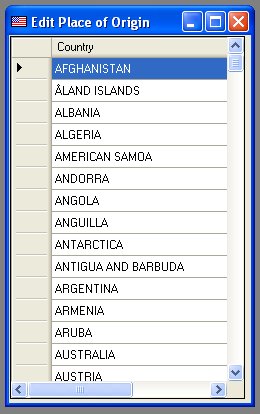 Edit Place of Origin
Country
AFGHANISTAN
ÅLAND ISLANDS
ALBANIA
ALGERIA
AMERICAN SAMOA
ANDORRA
ANGOLA
ANGUILLA
ANTARCTICA
ANTIGUA AND BARBUDA
ARGENTINA
ARMENIA
ARUBA
AUSTRALIA
AUSTRIA